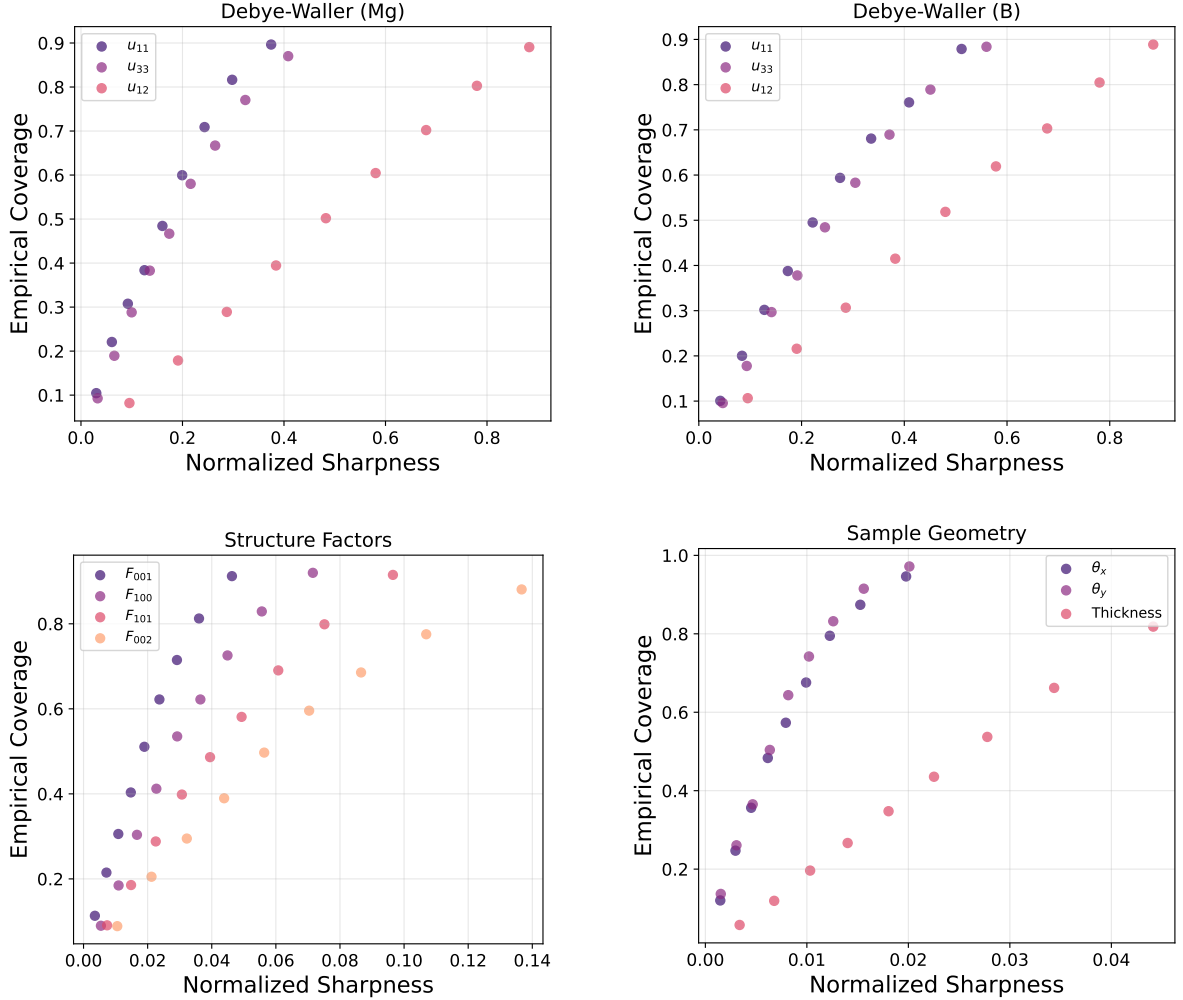 Debye-Waller (Mg)
Empirical Coverage
0.9
0.8
0.7
0.6
0.5
0.4
0.3
0.2
0.1
u₁₁
u₃₃
u₁₂
0.0 0.2 0.4 0.6 0.8
Normalized Sharpness
Debye-Waller (B)
Empirical Coverage
0.9
0.8
0.7
0.6
0.5
0.4
0.3
0.2
0.1
u₁₁
u₃₃
u₁₂
0.0 0.2 0.4 0.6 0.8
Normalized Sharpness
Structure Factors
Empirical Coverage
0.8
0.6
0.4
0.2
F₀₀₁
F₁₀₀
F₁₀₁
F₀₀₂
0.00 0.02 0.04 0.06 0.08 0.10 0.12 0.14
Normalized Sharpness
Sample Geometry
Empirical Coverage
1.0
0.8
0.6
0.4
0.2
θₓ
θᵧ
Thickness
0.00 0.01 0.02 0.03 0.04
Normalized Sharpness